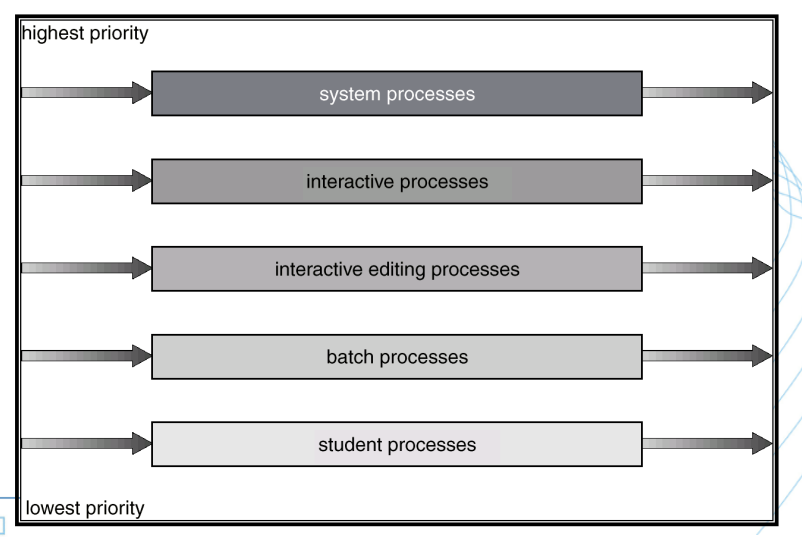 highest priority
system processes
interactive processes
interactive editing processes
batch processes
student processes
lowest priority